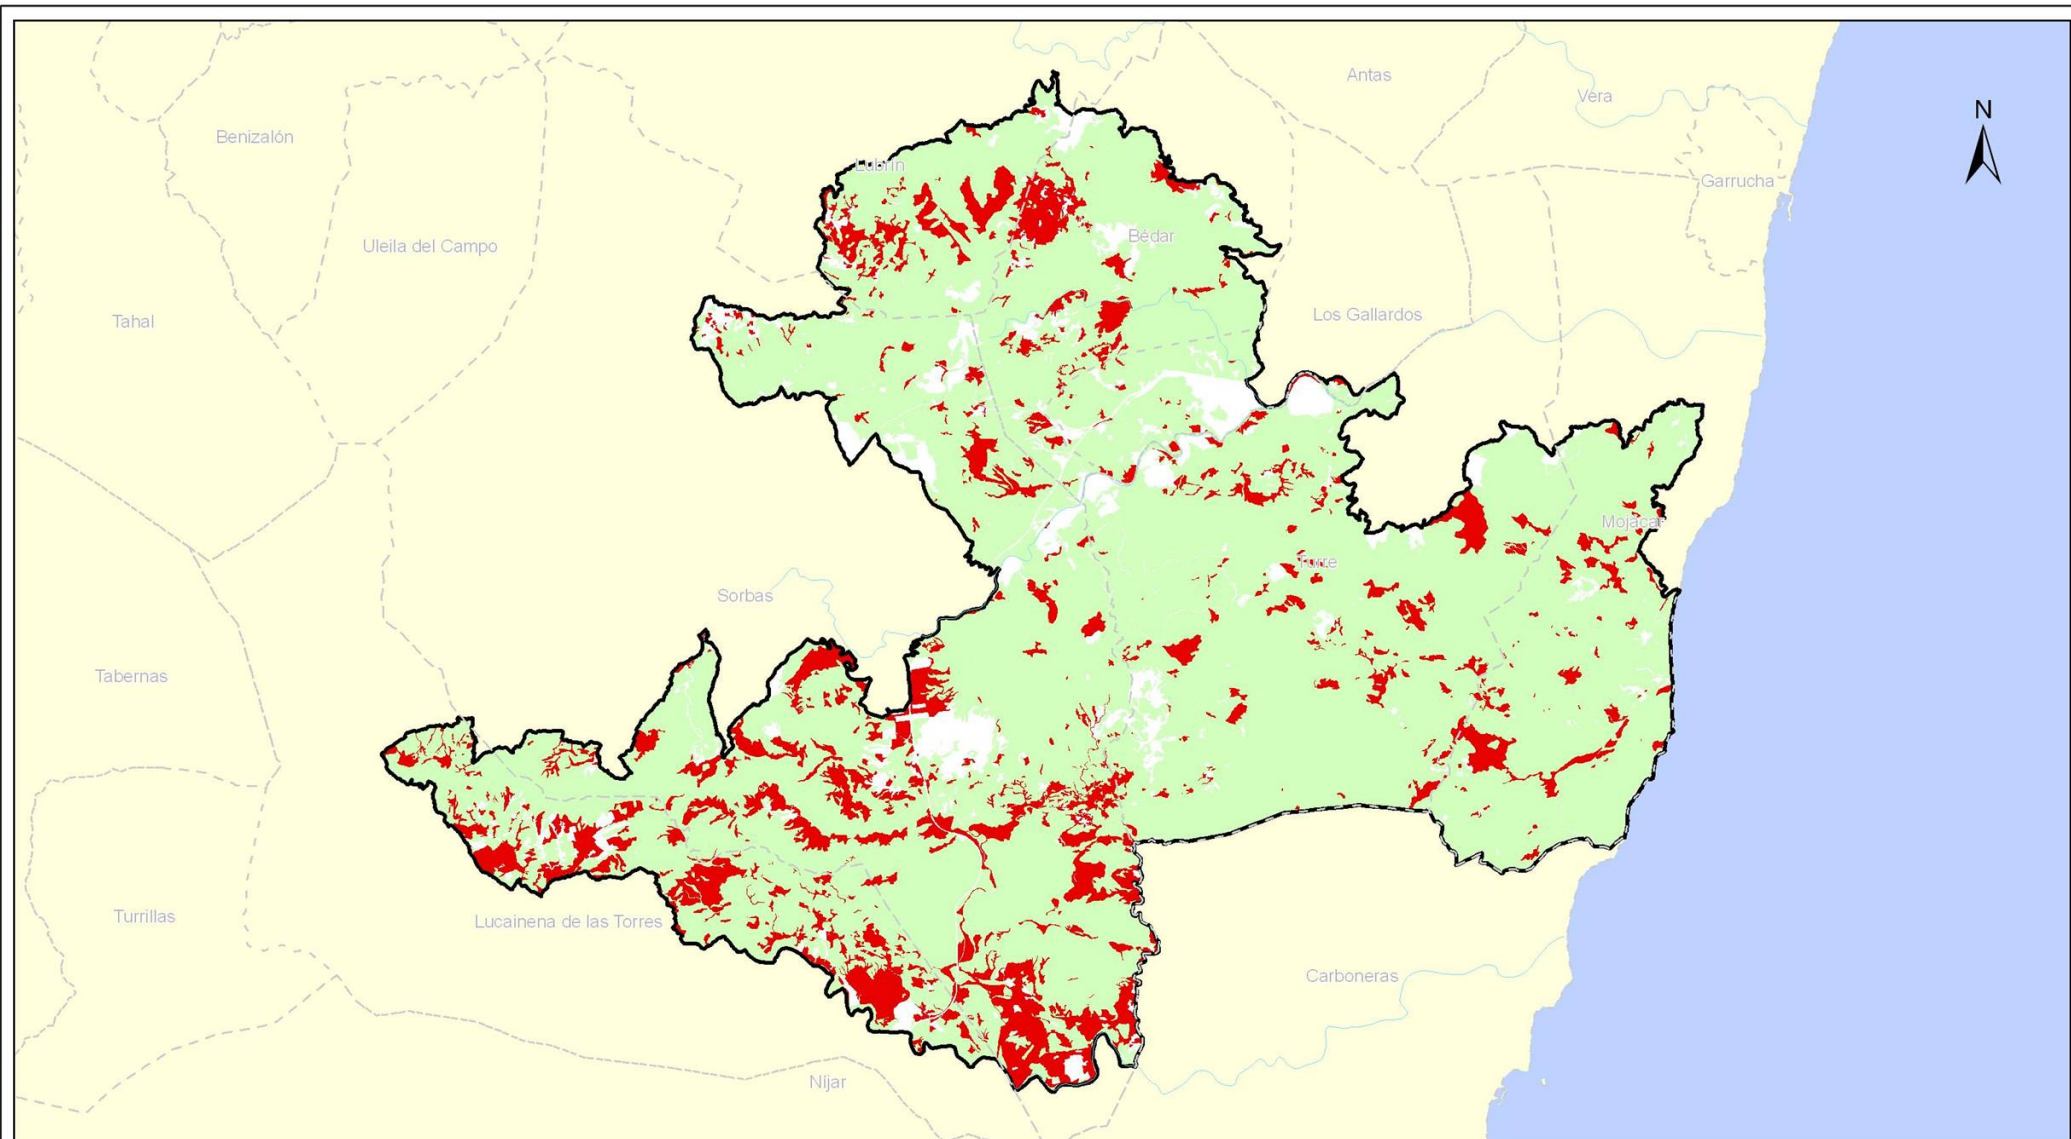 Antas
Vera
N
Benizalón
Lubrín
Garrucha
Bédar
Uleila del Campo
Los Gallardos
Tahal
Mojácar
Turre
Sorbas
Tabernas
Turrillas
Lucainena de las Torres
Carboneras
Níjar